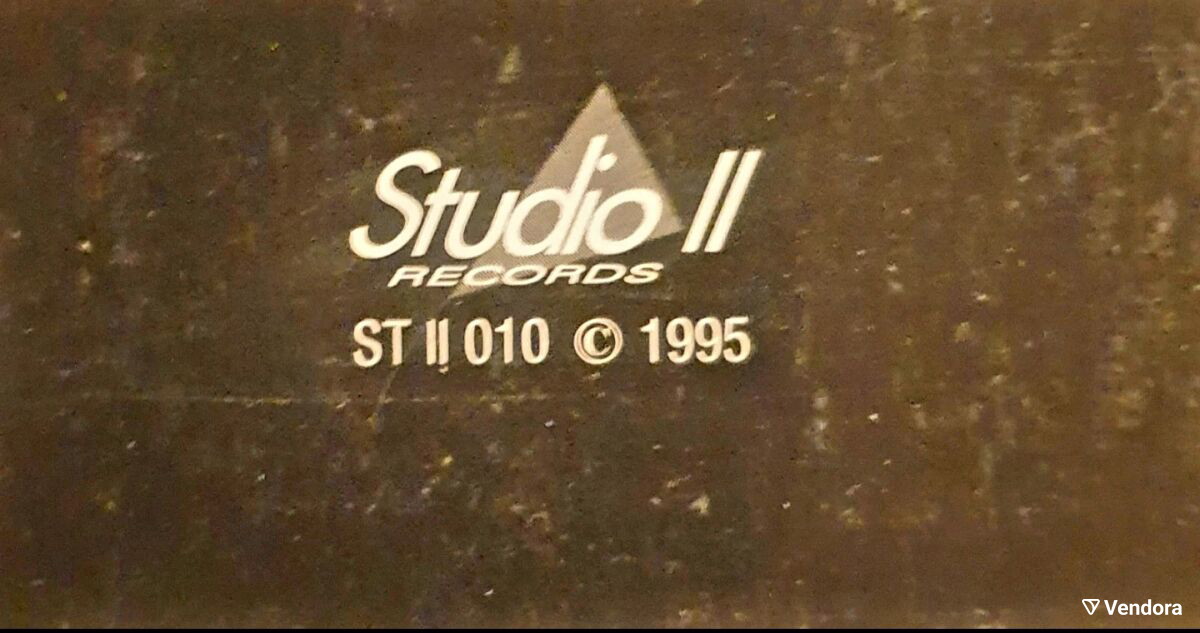 Studio II
RECORDS
ST II 010 © 1995
Vendora